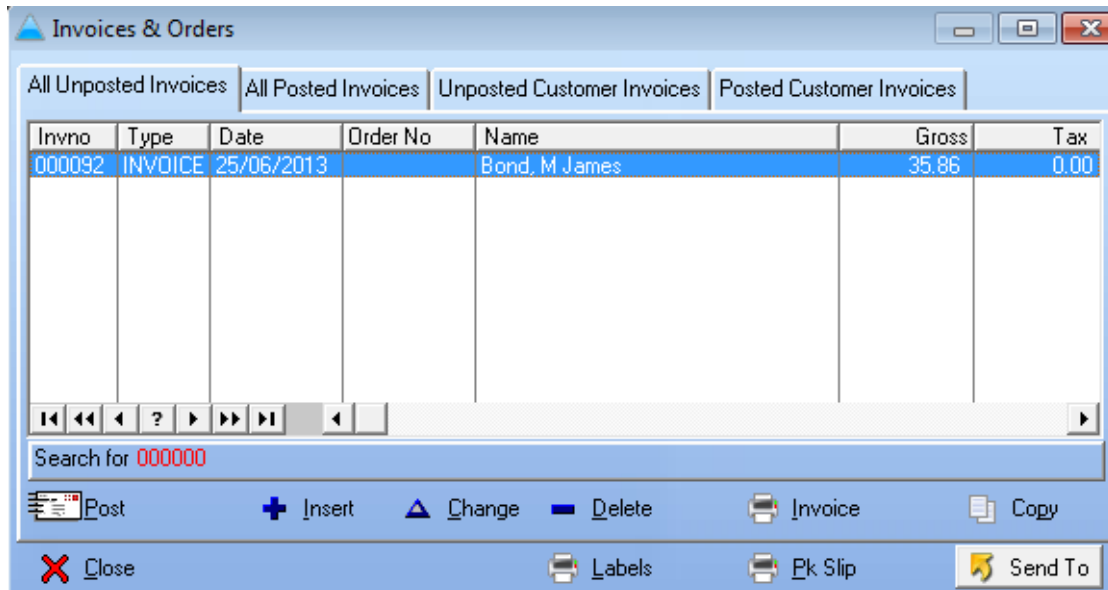 Invoices & Orders
All Unposted Invoices All Posted Invoices Unposted Customer Invoices Posted Customer Invoices
Invno Type Date Order No Name Gross Tax
000092 INVOICE 25/06/2013 Bond, M James 35.86 0.00
?
Search for 000000
Post Insert Change Delete Invoice Copy
Close Labels Pk Slip Send To